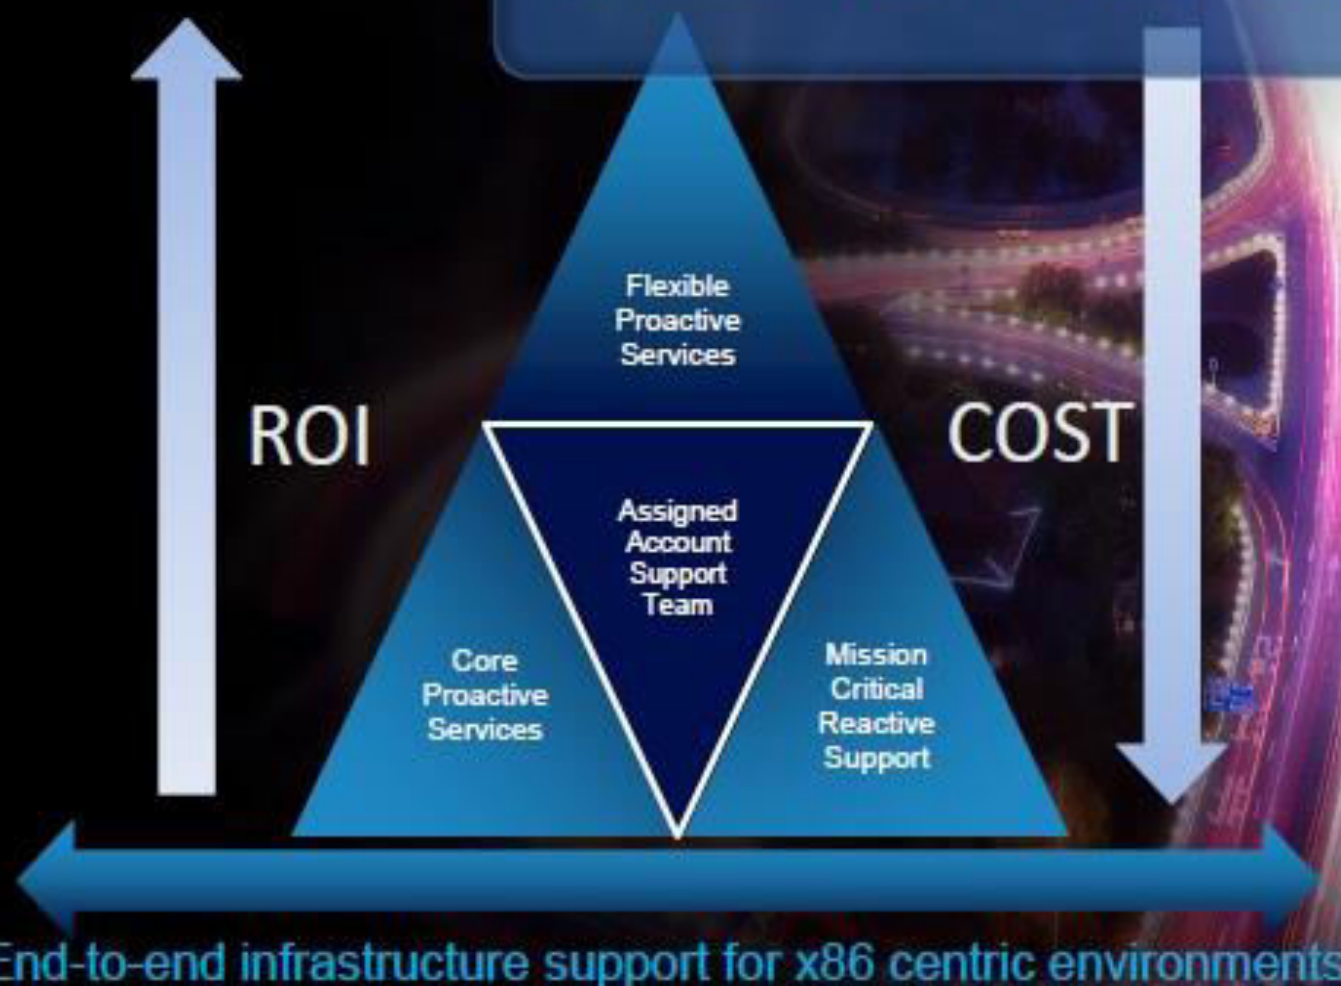 Flexible
Proactive
Services
ROI
COST
Assigned
Account
Support
Team
Core
Proactive
Services
Mission
Critical
Reactive
Support
End-to-end infrastructure support for x86 centric environments